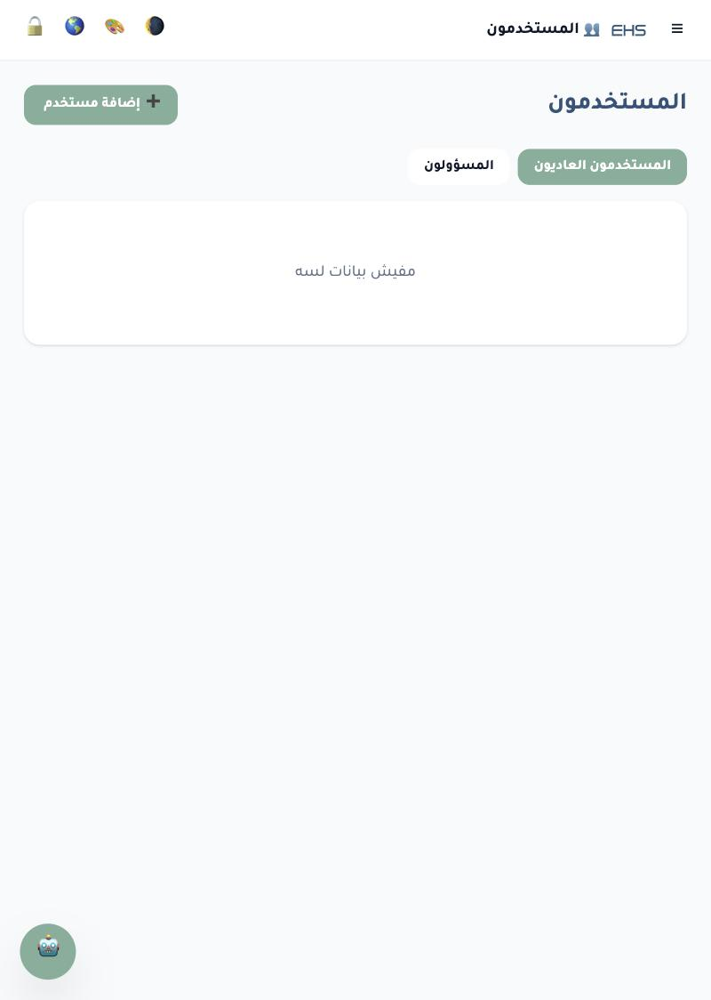 EHS 👥 المستخدمون
المستخدمون
➕ إضافة مستخدم
المستخدمون العاديون
المسؤولون
مفيش بيانات لسه